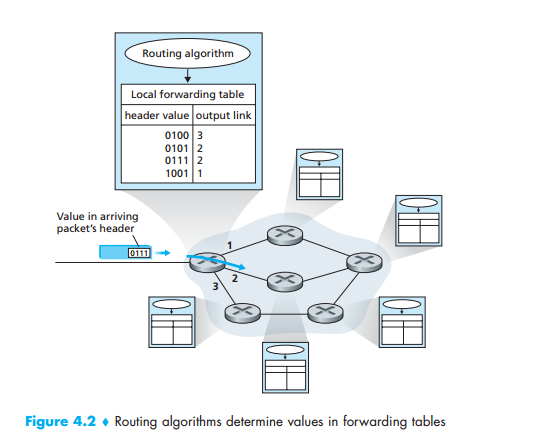 Routing algorithm
Local forwarding table
header value output link
0100 3
0101 2
0111 2
1001 1
Value in arriving
packet's header
0111
1
2
3
Figure 4.2 ♦ Routing algorithms determine values in forwarding tables